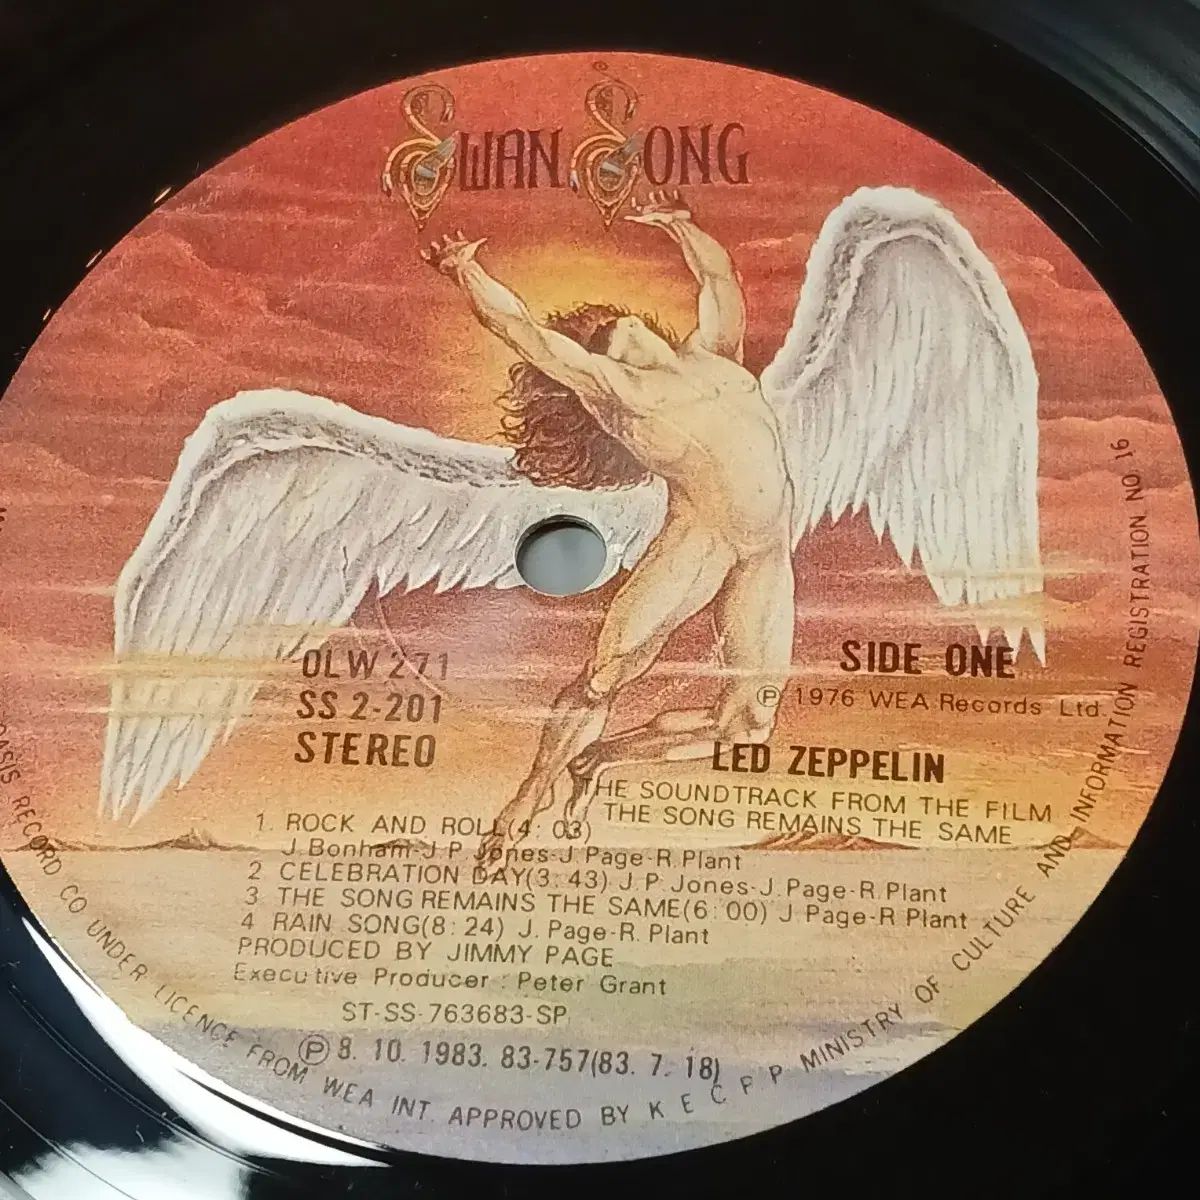 SWAN SONG
OLW 271
SS 2-201
STEREO
SIDE ONE
Ⓟ 1976 WEA Records Ltd.
LED ZEPPELIN
THE SOUNDTRACK FROM THE FILM
THE SONG REMAINS THE SAME
1. ROCK AND ROLL(4:03)
J. Bonham-J.P. Jones-J. Page-R. Plant
2 CELEBRATION DAY(3:43) J.P. Jones-J. Page-R. Plant
3 THE SONG REMAINS THE SAME(6:00) J. Page-R. Plant
4 RAIN SONG(8:24) J. Page-R. Plant
PRODUCED BY JIMMY PAGE
Executive Producer : Peter Grant
ST-SS-763683-SP
Ⓟ 8. 10. 1983. 83-757(83. 7. 18)
RECORD CO UNDER LICENCE FROM WEA INT. APPROVED BY K E C P P MINISTRY OF CULTURE AND INFORMATION REGISTRATION NO. 16